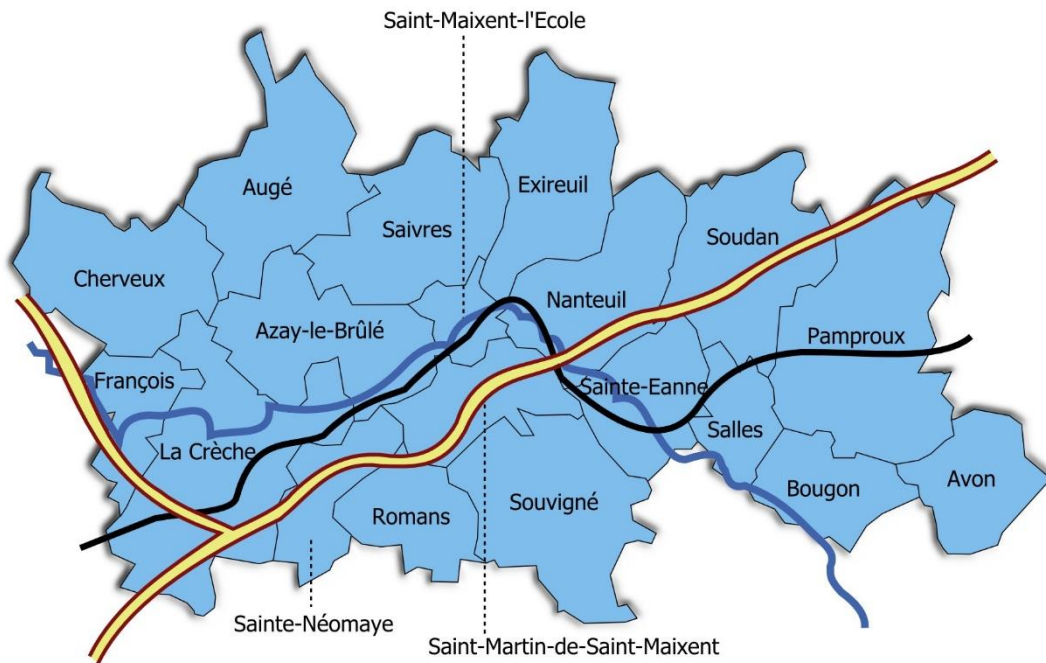 Saint-Maixent-l'Ecole
Augé
Exireuil
Saivres
Soudan
Cherveux
Nanteuil
Azay-le-Brûlé
Pamproux
François
Sainte-Eanne
Salles
La Crèche
Avon
Bougon
Souvigné
Romans
Sainte-Néomaye
Saint-Martin-de-Saint-Maixent